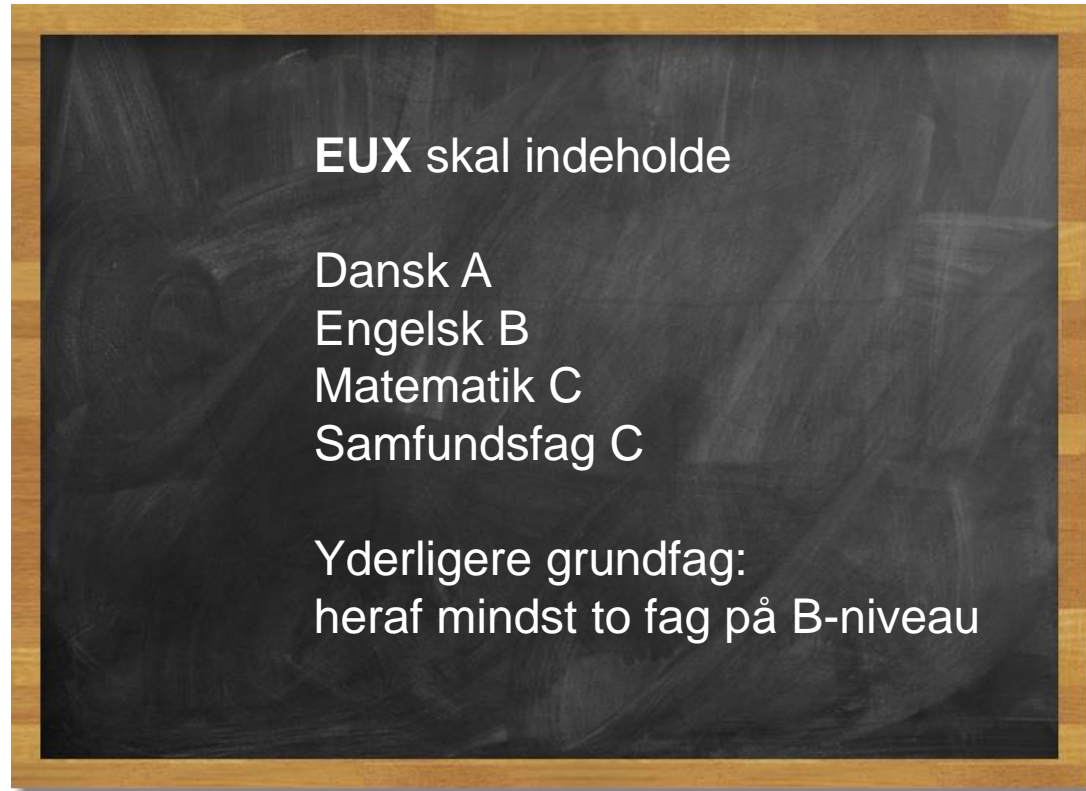 EUX skal indeholde
Dansk A
Engelsk B
Matematik C
Samfundsfag C
Yderligere grundfag:
heraf mindst to fag på B-niveau